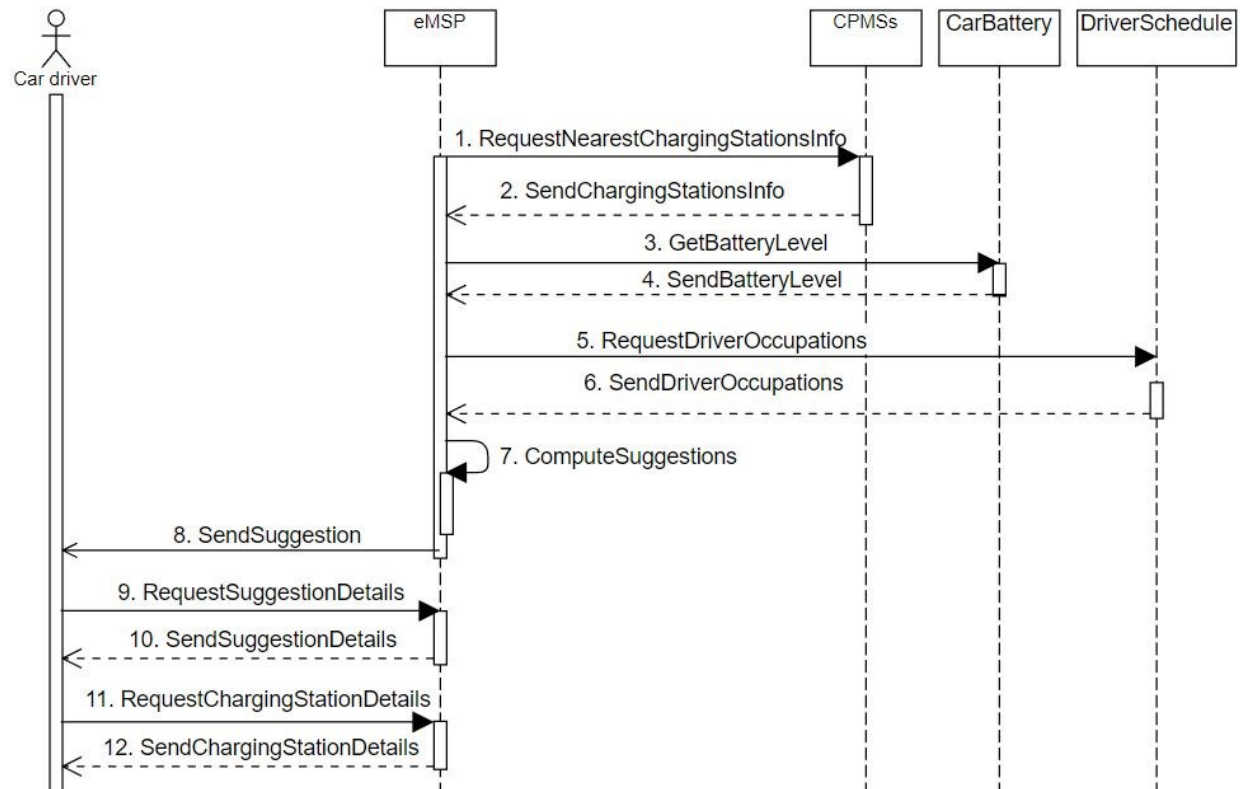 Car driver
eMSP
CPMSs
CarBattery
DriverSchedule
1. RequestNearestChargingStationsInfo
2. SendChargingStationsInfo
3. GetBatteryLevel
4. SendBatteryLevel
5. RequestDriverOccupations
6. SendDriverOccupations
7. ComputeSuggestions
8. SendSuggestion
9. RequestSuggestionDetails
10. SendSuggestionDetails
11. RequestChargingStationDetails
12. SendChargingStationDetails